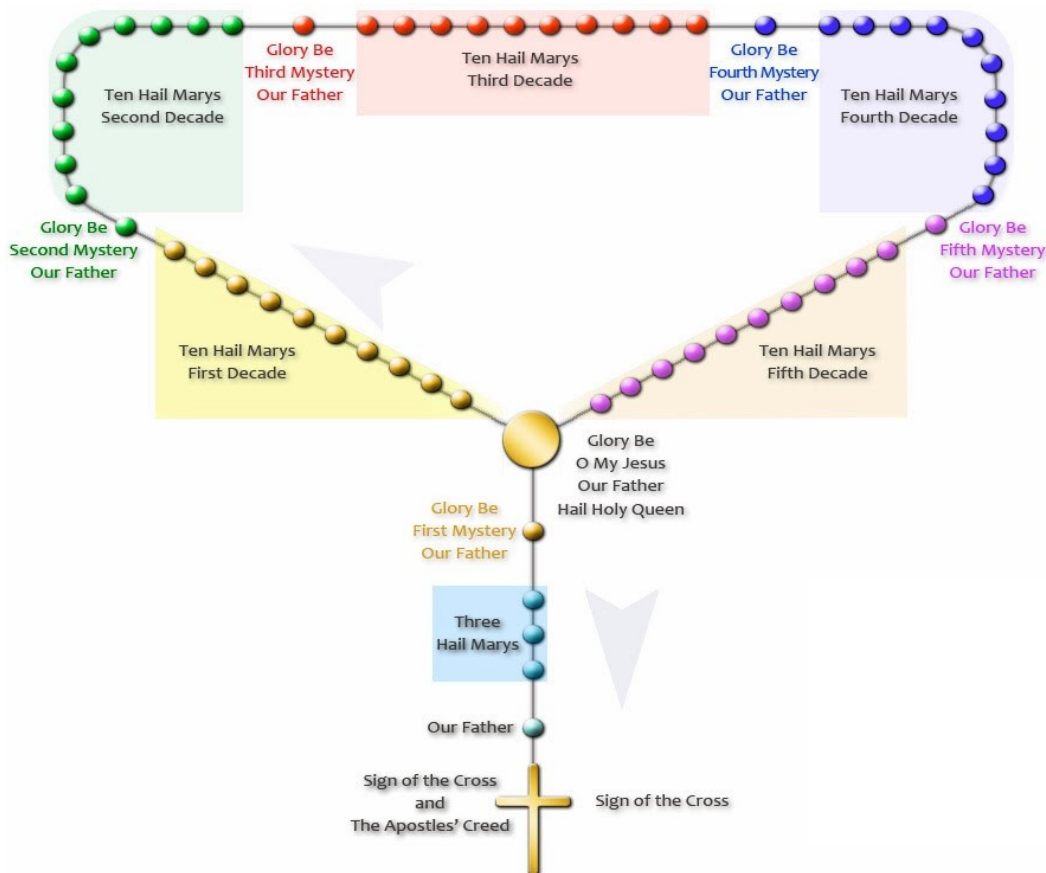 Glory Be
Third Mystery
Our Father
Ten Hail Marys
Third Decade
Glory Be
Fourth Mystery
Our Father
Ten Hail Marys
Second Decade
Ten Hail Marys
Fourth Decade
Glory Be
Second Mystery
Our Father
Glory Be
Fifth Mystery
Our Father
Ten Hail Marys
First Decade
Ten Hail Marys
Fifth Decade
Glory Be
O My Jesus
Our Father
Hail Holy Queen
Glory Be
First Mystery
Our Father
Three
Hail Marys
Our Father
Sign of the Cross
and
The Apostles' Creed
Sign of the Cross